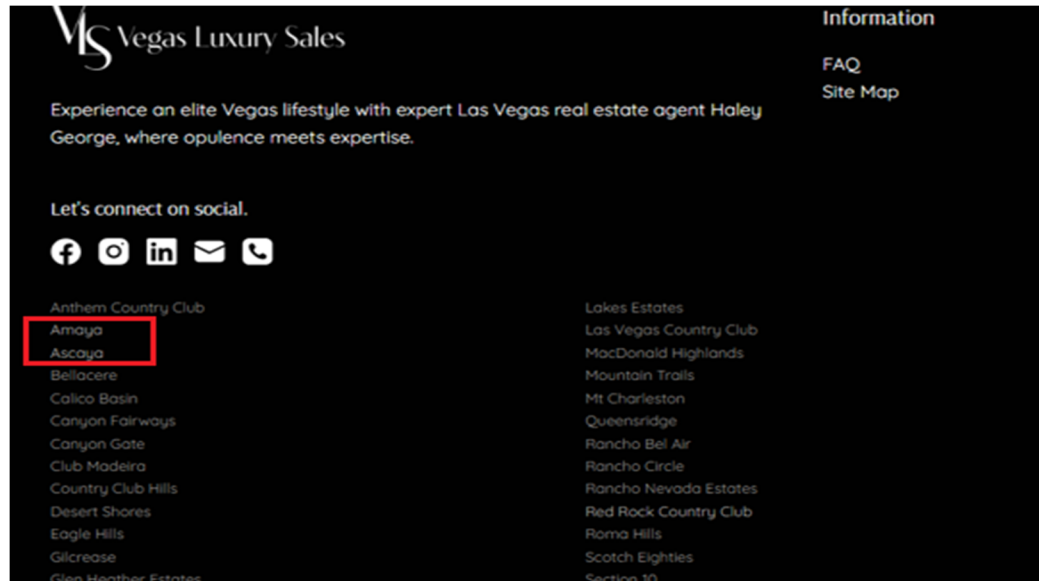 VLS Vegas Luxury Sales
Experience an elite Vegas lifestyle with expert Las Vegas real estate agent Haley
George, where opulence meets expertise.
Let's connect on social.
Information
FAQ
Site Map
Anthem Country Club
Amaya
Ascaya
Bellacere
Calico Basin
Canyon Fairways
Canyon Gate
Club Madeira
Country Club Hills
Desert Shores
Eagle Hills
Gilcrease
Glen Heather Estates
Lakes Estates
Las Vegas Country Club
MacDonald Highlands
Mountain Trails
Mt Charleston
Queensridge
Rancho Bel Air
Rancho Circle
Rancho Nevada Estates
Red Rock Country Club
Roma Hills
Scotch Eighties
Section 10